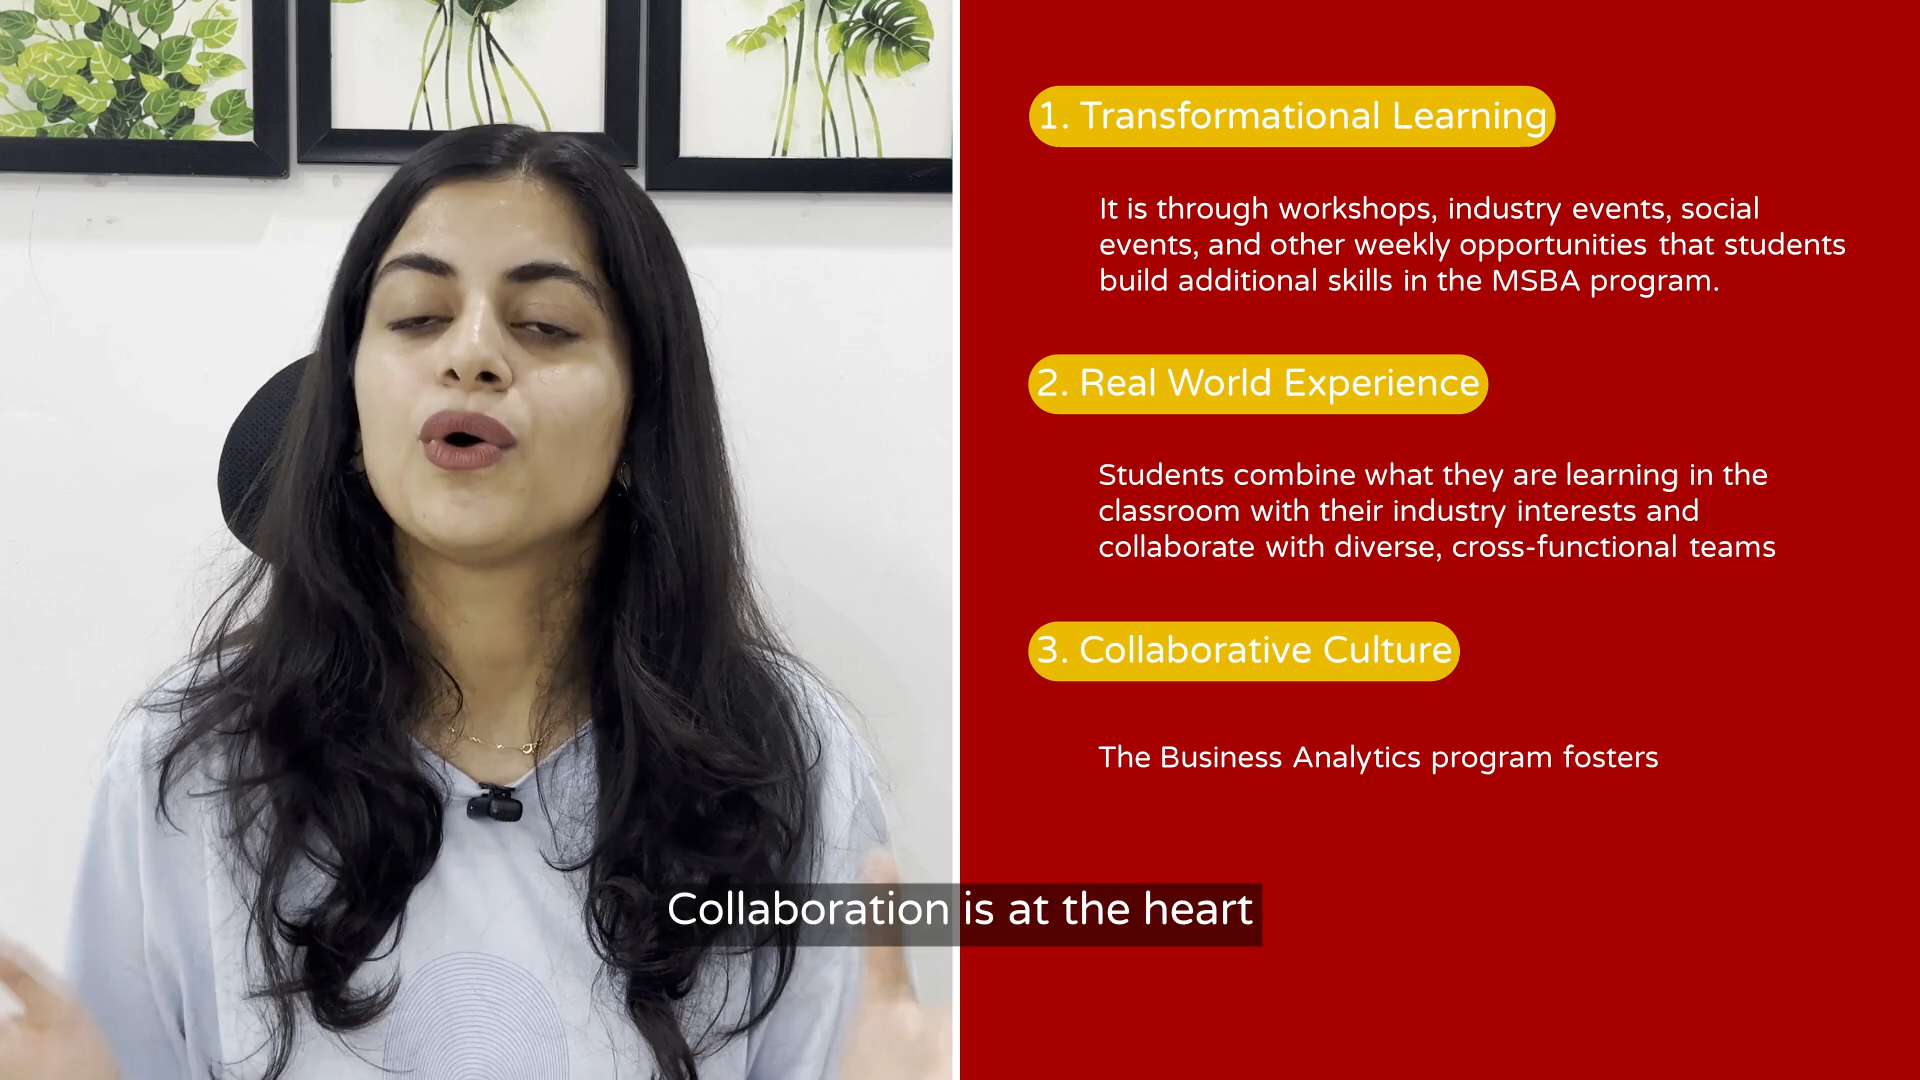 1. Transformational Learning
It is through workshops, industry events, social
events, and other weekly opportunities that students
build additional skills in the MSBA program.
2. Real World Experience
Students combine what they are learning in the
classroom with their industry interests and
collaborate with diverse, cross-functional teams
3. Collaborative Culture
The Business Analytics program fosters
Collaboration is at the heart